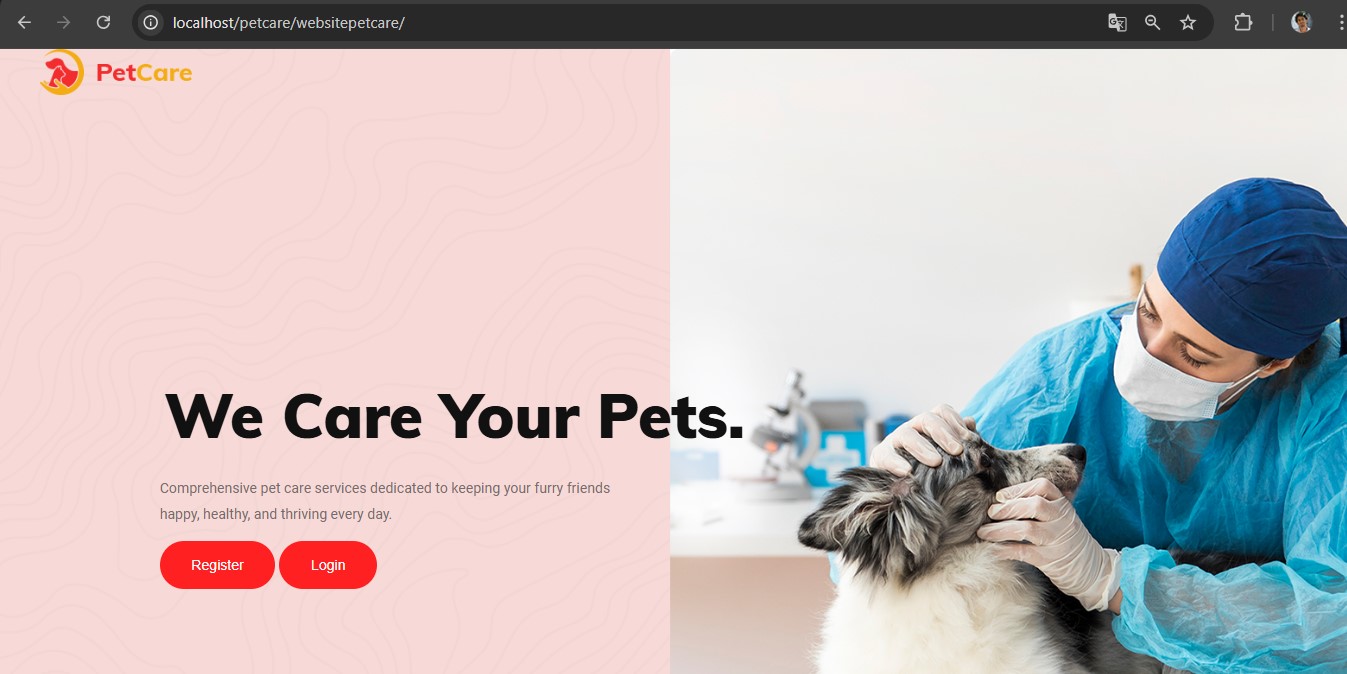 localhost/petcare/websitepetcare/
PetCare
We Care Your Pets.
Comprehensive pet care services dedicated to keeping your furry friends
happy, healthy, and thriving every day.
Register Login